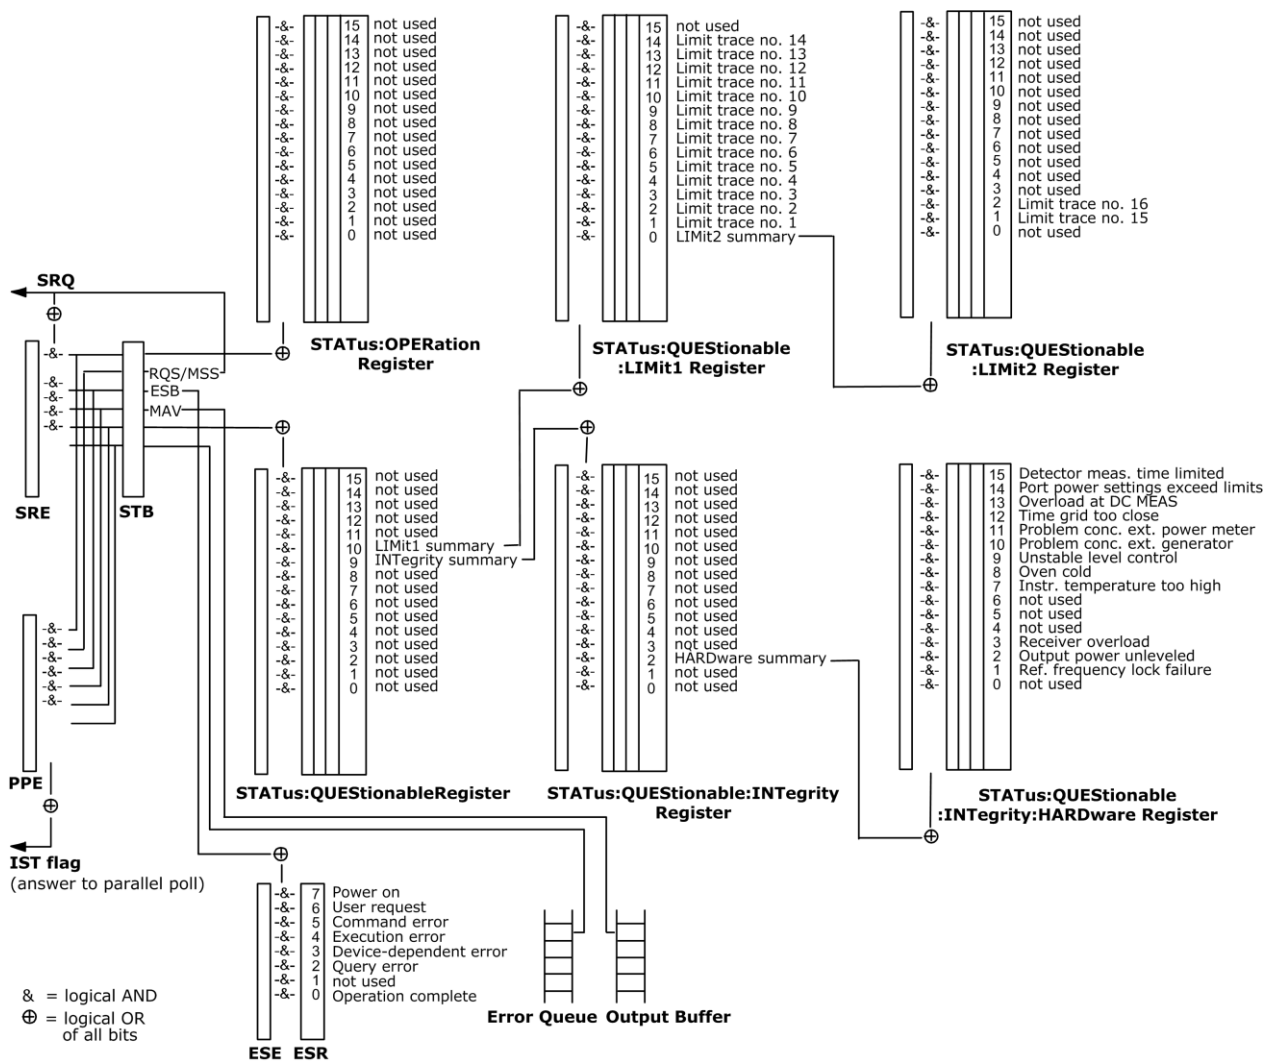 -&- 15 not used
-&- 14 not used
-&- 13 not used
-&- 12 not used
-&- 11 not used
-&- 10 not used
-&- 9 not used
-&- 8 not used
-&- 7 not used
-&- 6 not used
-&- 5 not used
-&- 4 not used
-&- 3 not used
-&- 2 not used
-&- 1 not used
-&- 0 not used
STATus:OPERation
Register
-&- 15 not used
-&- 14 Limit trace no. 14
-&- 13 Limit trace no. 13
-&- 12 Limit trace no. 12
-&- 11 Limit trace no. 11
-&- 10 Limit trace no. 10
-&- 9 Limit trace no. 9
-&- 8 Limit trace no. 8
-&- 7 Limit trace no. 7
-&- 6 Limit trace no. 6
-&- 5 Limit trace no. 5
-&- 4 Limit trace no. 4
-&- 3 Limit trace no. 3
-&- 2 Limit trace no. 2
-&- 1 Limit trace no. 1
-&- 0 LIMit2 summary
STATus:QUEStionable
:LIMit1 Register
-&- 15 not used
-&- 14 not used
-&- 13 not used
-&- 12 not used
-&- 11 not used
-&- 10 not used
-&- 9 not used
-&- 8 not used
-&- 7 not used
-&- 6 not used
-&- 5 not used
-&- 4 not used
-&- 3 not used
-&- 2 Limit trace no. 16
-&- 1 Limit trace no. 15
-&- 0 not used
STATus:QUEStionable
:LIMit2 Register
SRQ
⊕
-&-
-&-
-&-
-&-
-&-
SRE
RQS/MSS
ESB
MAV
STB
⊕
⊕
⊕
⊕
⊕
-&- 15 not used
-&- 14 not used
-&- 13 not used
-&- 12 not used
-&- 11 not used
-&- 10 LIMit1 summary
-&- 9 INTegrity summary
-&- 8 not used
-&- 7 not used
-&- 6 not used
-&- 5 not used
-&- 4 not used
-&- 3 not used
-&- 2 not used
-&- 1 not used
-&- 0 not used
STATus:QUEStionableRegister
-&- 15 not used
-&- 14 not used
-&- 13 not used
-&- 12 not used
-&- 11 not used
-&- 10 not used
-&- 9 not used
-&- 8 not used
-&- 7 not used
-&- 6 not used
-&- 5 not used
-&- 4 not used
-&- 3 not used
-&- 2 HARDware summary
-&- 1 not used
-&- 0 not used
STATus:QUEStionable:INTegrity
Register
-&- 15 Detector meas. time limited
-&- 14 Port power settings exceed limits
-&- 13 Overload at DC MEAS
-&- 12 Time grid too close
-&- 11 Problem conc. ext. power meter
-&- 10 Problem conc. ext. generator
-&- 9 Unstable level control
-&- 8 Oven cold
-&- 7 Instr. temperature too high
-&- 6 not used
-&- 5 not used
-&- 4 not used
-&- 3 Receiver overload
-&- 2 Output power unleveled
-&- 1 Ref. frequency lock failure
-&- 0 not used
STATus:QUEStionable
:INTegrity:HARDware Register
⊕
-&-
-&-
-&-
-&-
-&-
-&-
PPE
⊕
IST flag
(answer to parallel poll)
⊕
-&- 7 Power on
-&- 6 User request
-&- 5 Command error
-&- 4 Execution error
-&- 3 Device-dependent error
-&- 2 Query error
-&- 1 not used
-&- 0 Operation complete
ESE ESR
Error Queue Output Buffer
& = logical AND
⊕ = logical OR
of all bits